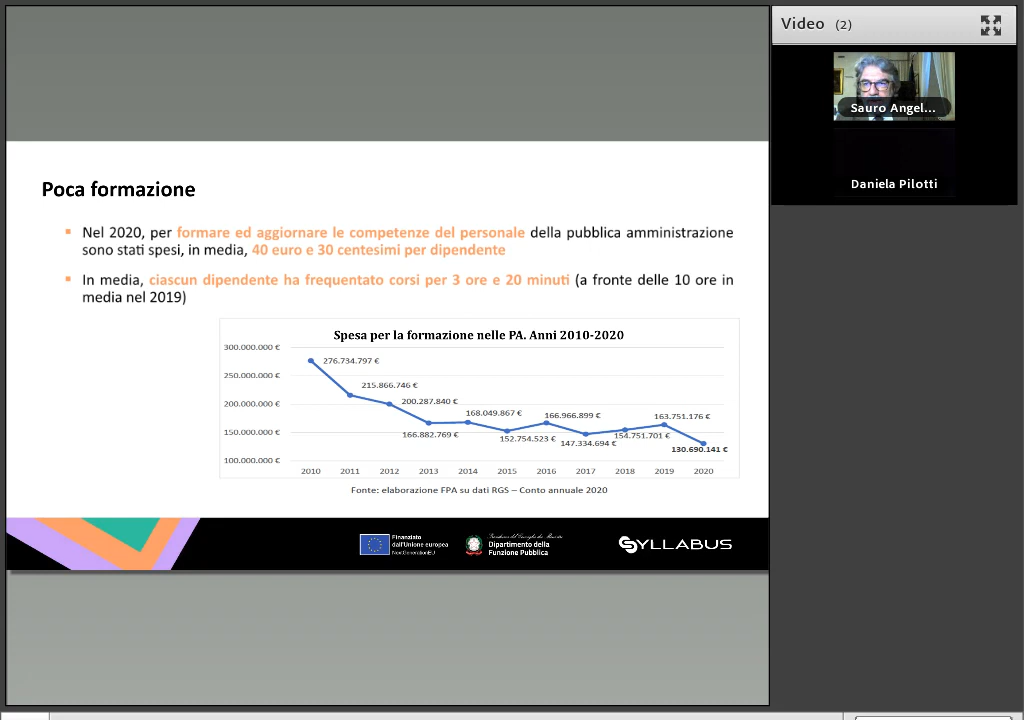 Video (2)
Sauro Angel...
Daniela Pilotti
Poca formazione
Nel 2020, per formare ed aggiornare le competenze del personale della pubblica amministrazione
sono stati spesi, in media, 40 euro e 30 centesimi per dipendente
In media, ciascun dipendente ha frequentato corsi per 3 ore e 20 minuti (a fronte delle 10 ore in
media nel 2019)
Spesa per la formazione nelle PA. Anni 2010-2020
300.000.000 €
250.000.000 €
200.000.000 €
150.000.000 €
100.000.000 €
276.734.797 €
215.866.746 €
200.287.840 €
166.882.769 €
168.049.867 €
152.754.523 €
166.966.899 €
147.334.694 €
154.751.701 €
163.751.176 €
130.690.141 €
2010 2011 2012 2013 2014 2015 2016 2017 2018 2019 2020
Fonte: elaborazione FPA su dati RGS – Conto annuale 2020
Finanziato
dall'Unione europea
NextGenerationEU
Presidenza del Consiglio dei Ministri
Dipartimento della
Funzione Pubblica
SYLLABUS